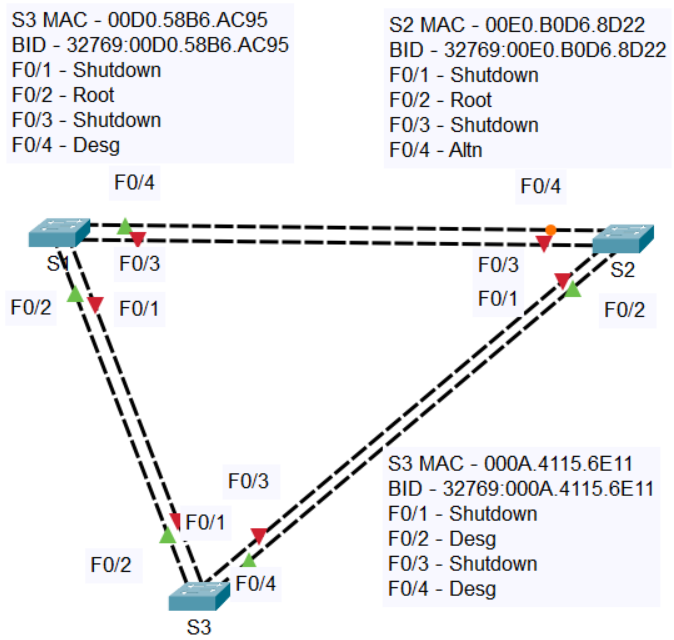 S3 MAC - 00D0.58B6.AC95
BID - 32769:00D0.58B6.AC95
F0/1 - Shutdown
F0/2 - Root
F0/3 - Shutdown
F0/4 - Desg
S2 MAC - 00E0.B0D6.8D22
BID - 32769:00E0.B0D6.8D22
F0/1 - Shutdown
F0/2 - Root
F0/3 - Shutdown
F0/4 - Altn
F0/4
F0/4
S1
F0/3
F0/3
S2
F0/2
F0/1
F0/1
F0/2
S3 MAC - 000A.4115.6E11
BID - 32769:000A.4115.6E11
F0/1 - Shutdown
F0/2 - Desg
F0/3 - Shutdown
F0/4 - Desg
F0/3
F0/1
F0/2
F0/4
S3